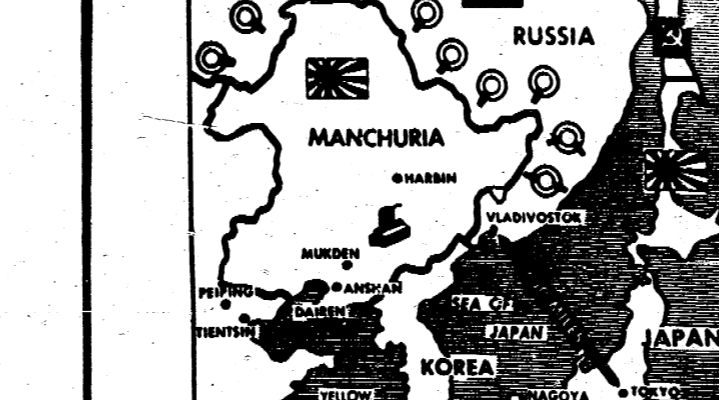 RUSSIA
MANCHURIA
HARBIN
VLADIVOSTOK
MUKDEN
PEIPING
ANSHAN
SEA OF
DAIREN
TIENTSIN
JAPAN
JAPAN
KOREA
YELLOW
NAGOYA
TOKYO